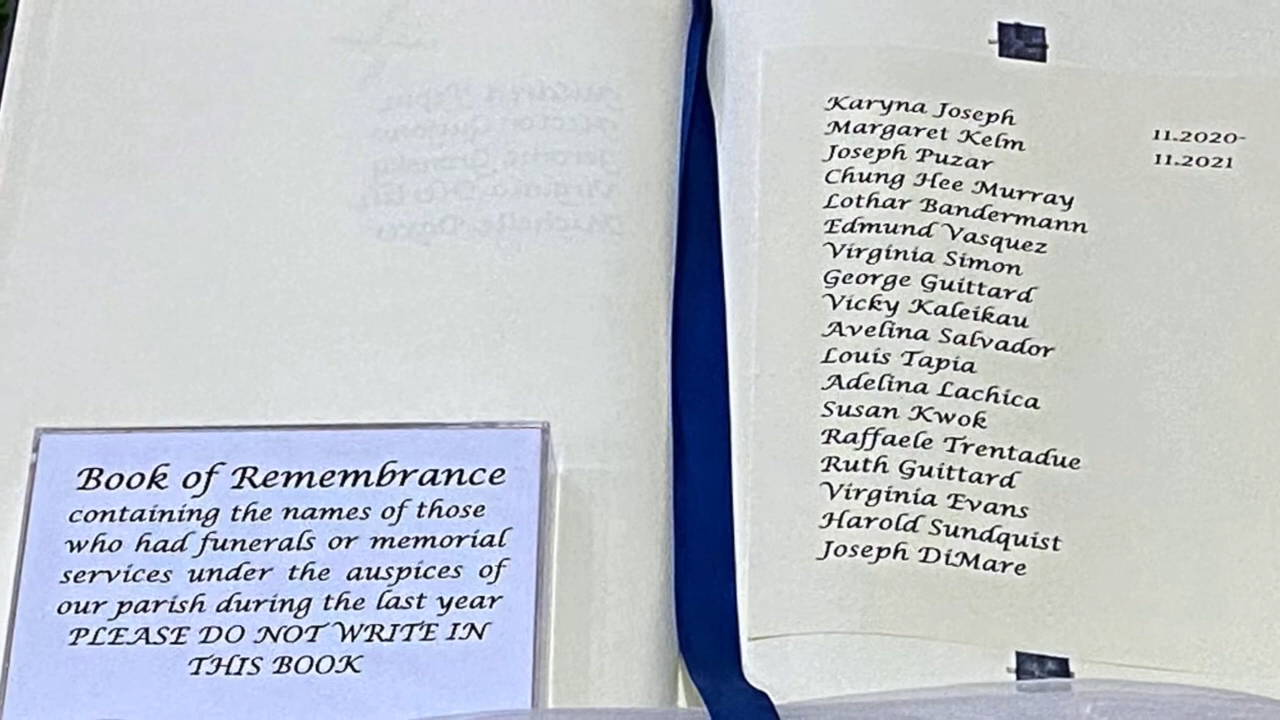 Book of Remembrance
containing the names of those
who had funerals or memorial
services under the auspices of
our parish during the last year
PLEASE DO NOT WRITE IN
THIS BOOK
Karyna Joseph
Margaret Kelm
Joseph Puzar
Chung Hee Murray
Lothar Bandermann
Edmund Vasquez
Virginia Simon
George Guittard
Vicky Kaleikau
Avelina Salvador
Louis Tapia
Adelina Lachica
Susan Kwok
Raffaele Trentadue
Ruth Guittard
Virginia Evans
Harold Sundquist
Joseph DiMare
11.2020-
11.2021